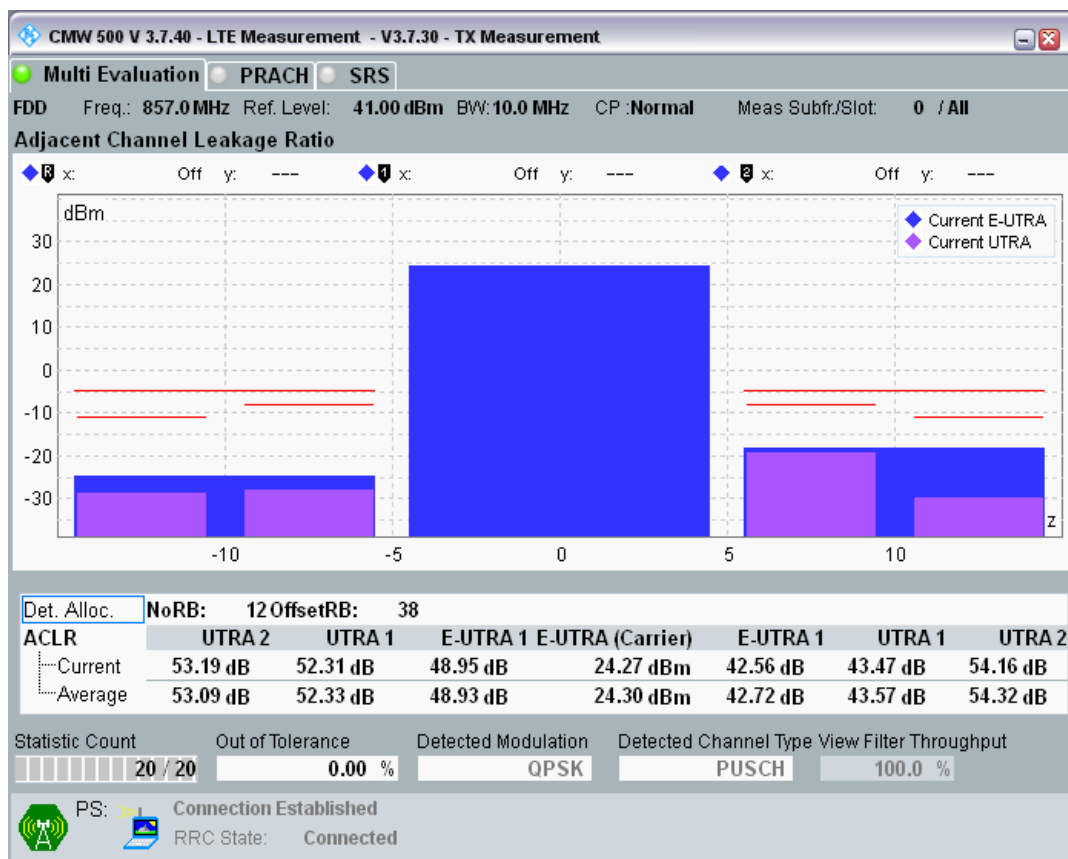 CMW 500 V 3.7.40 - LTE Measurement - V3.7.30 - TX Measurement
Multi Evaluation PRACH SRS
FDD Freq.: 857.0 MHz Ref. Level: 41.00 dBm BW: 10.0 MHz CP :Normal Meas Subfr./Slot: 0 / All
Adjacent Channel Leakage Ratio
R x: Off y: --- 1 x: Off y: --- 2 x: Off y: ---
dBm
Current E-UTRA
Current UTRA
30
20
10
0
-10
-20
-30
z
-10 -5 0 5 10
Det. Alloc. NoRB: 12 OffsetRB: 38
ACLR UTRA 2 UTRA 1 E-UTRA 1 E-UTRA (Carrier) E-UTRA 1 UTRA 1 UTRA 2
Current 53.19 dB 52.31 dB 48.95 dB 24.27 dBm 42.56 dB 43.47 dB 54.16 dB
Average 53.09 dB 52.33 dB 48.93 dB 24.30 dBm 42.72 dB 43.57 dB 54.32 dB
Statistic Count Out of Tolerance Detected Modulation Detected Channel Type View Filter Throughput
20 / 20 0.00 % QPSK PUSCH 100.0 %
PS: Connection Established
RRC State: Connected